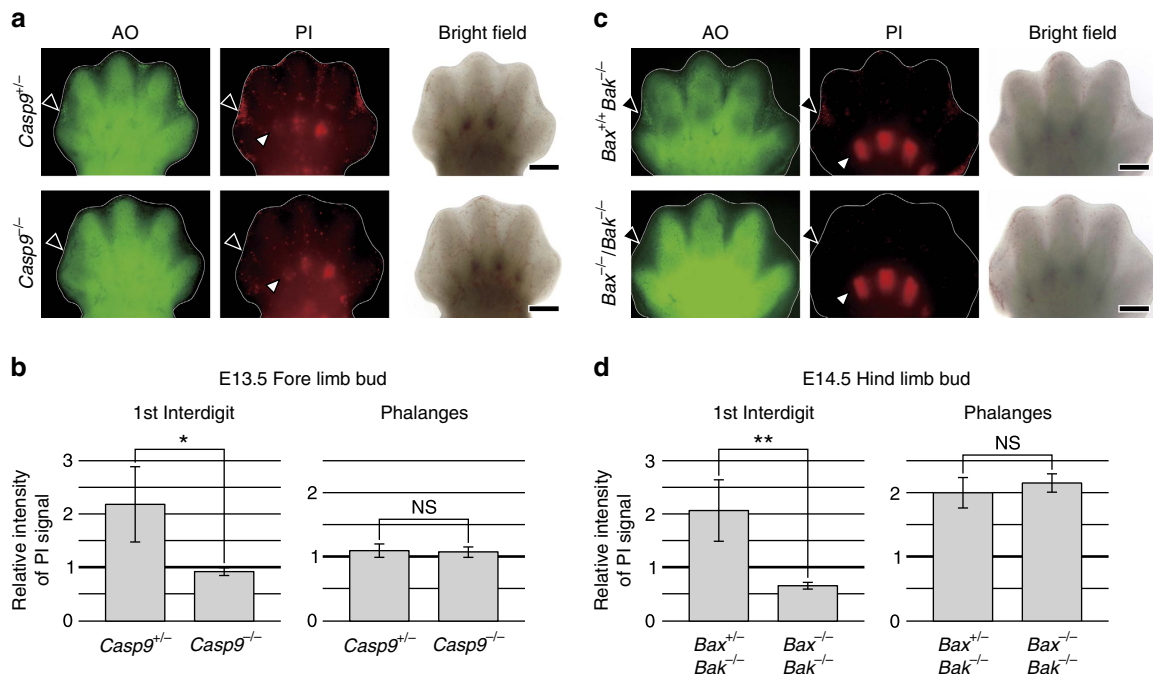 a
AO PI Bright field
Casp9+/–
Casp9–/–
b
E13.5 Fore limb bud
1st Interdigit Phalanges
Relative intensity
of PI signal
3
2
1
0
*
Casp9+/– Casp9–/–
2
1
0
NS
Casp9+/– Casp9–/–
c
AO PI Bright field
Bax+/+Bak–/–
Bax–/–/Bak–/–
d
E14.5 Hind limb bud
1st Interdigit Phalanges
Relative intensity
of PI signal
3
2
1
0
**
Bax+/– Bax–/–
Bak–/– Bak–/–
2
1
0
NS
Bax+/– Bax–/–
Bak–/– Bak–/–